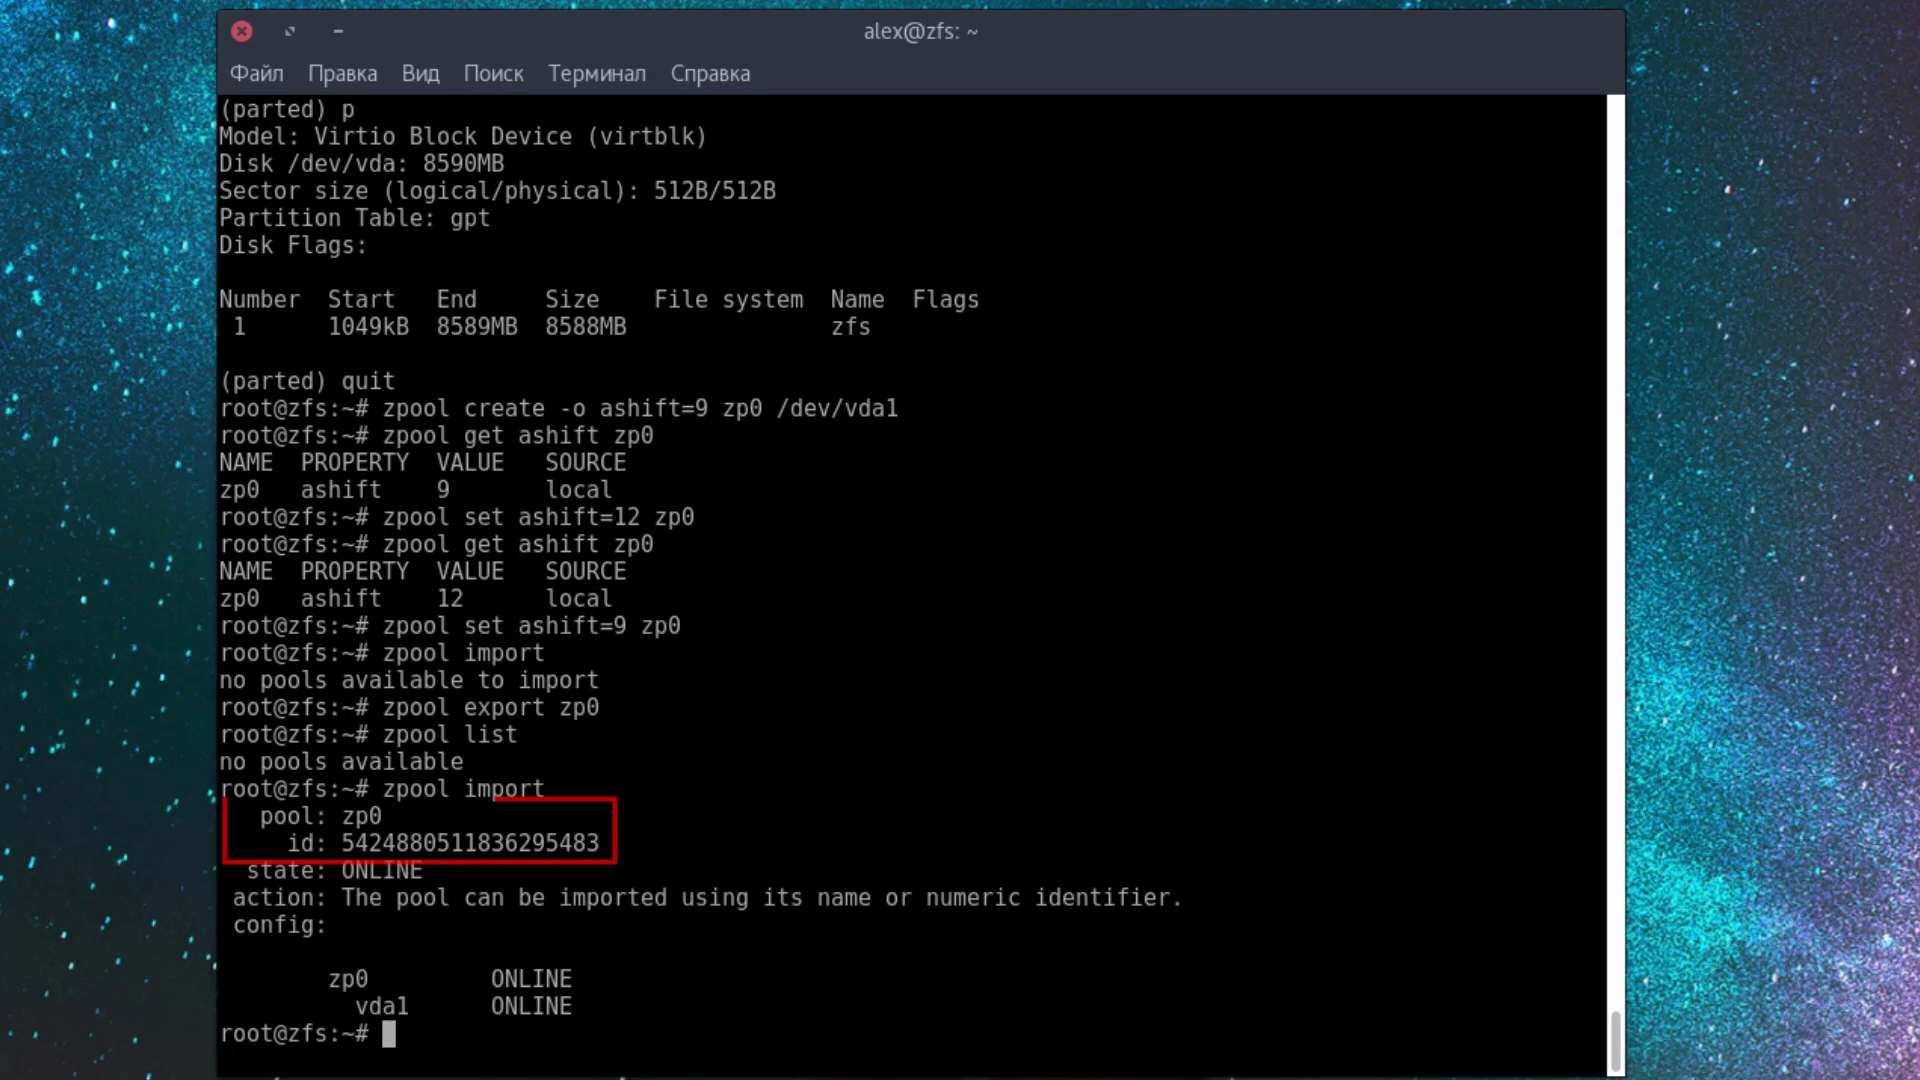 alex@zfs: ~
Файл Правка Вид Поиск Терминал Справка
(parted) p
Model: Virtio Block Device (virtblk)
Disk /dev/vda: 8590MB
Sector size (logical/physical): 512B/512B
Partition Table: gpt
Disk Flags:
Number  Start   End     Size    File system  Name  Flags
 1      1049kB  8589MB  8588MB               zfs
(parted) quit
root@zfs:~# zpool create -o ashift=9 zp0 /dev/vda1
root@zfs:~# zpool get ashift zp0
NAME  PROPERTY  VALUE   SOURCE
zp0   ashift    9       local
root@zfs:~# zpool set ashift=12 zp0
root@zfs:~# zpool get ashift zp0
NAME  PROPERTY  VALUE   SOURCE
zp0   ashift    12      local
root@zfs:~# zpool set ashift=9 zp0
root@zfs:~# zpool import
no pools available to import
root@zfs:~# zpool export zp0
root@zfs:~# zpool list
no pools available
root@zfs:~# zpool import
   pool: zp0
     id: 5424880511836295483
  state: ONLINE
 action: The pool can be imported using its name or numeric identifier.
 config:
        zp0         ONLINE
          vda1      ONLINE
root@zfs:~#